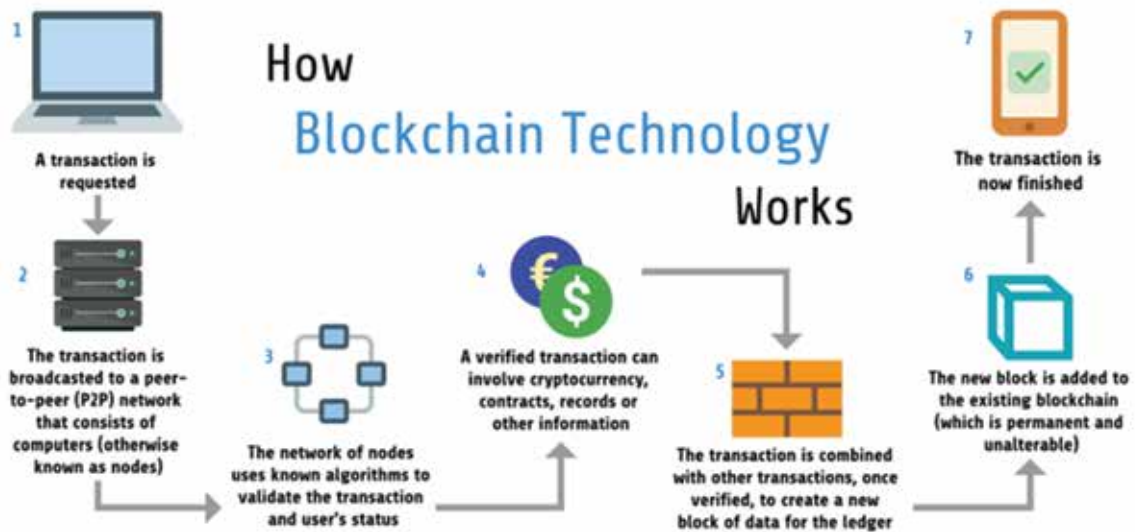 How
Blockchain Technology
Works
1
A transaction is
requested
2
The transaction is
broadcasted to a peer-
to-peer (P2P) network
that consists of
computers (otherwise
known as nodes)
3
The network of nodes
uses known algorithms to
validate the transaction
and user's status
4
€
$
A verified transaction can
involve cryptocurrency,
contracts, records or
other information
5
The transaction is combined
with other transactions, once
verified, to create a new
block of data for the ledger
6
The new block is added to
the existing blockchain
(which is permanent and
unalterable)
7
The transaction is
now finished